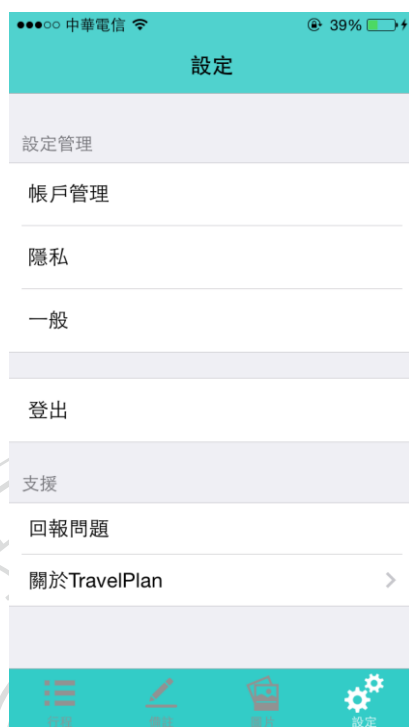 中華電信 39%
設定
設定管理
帳戶管理
隱私
一般
登出
支援
回報問題
關於TravelPlan
設定